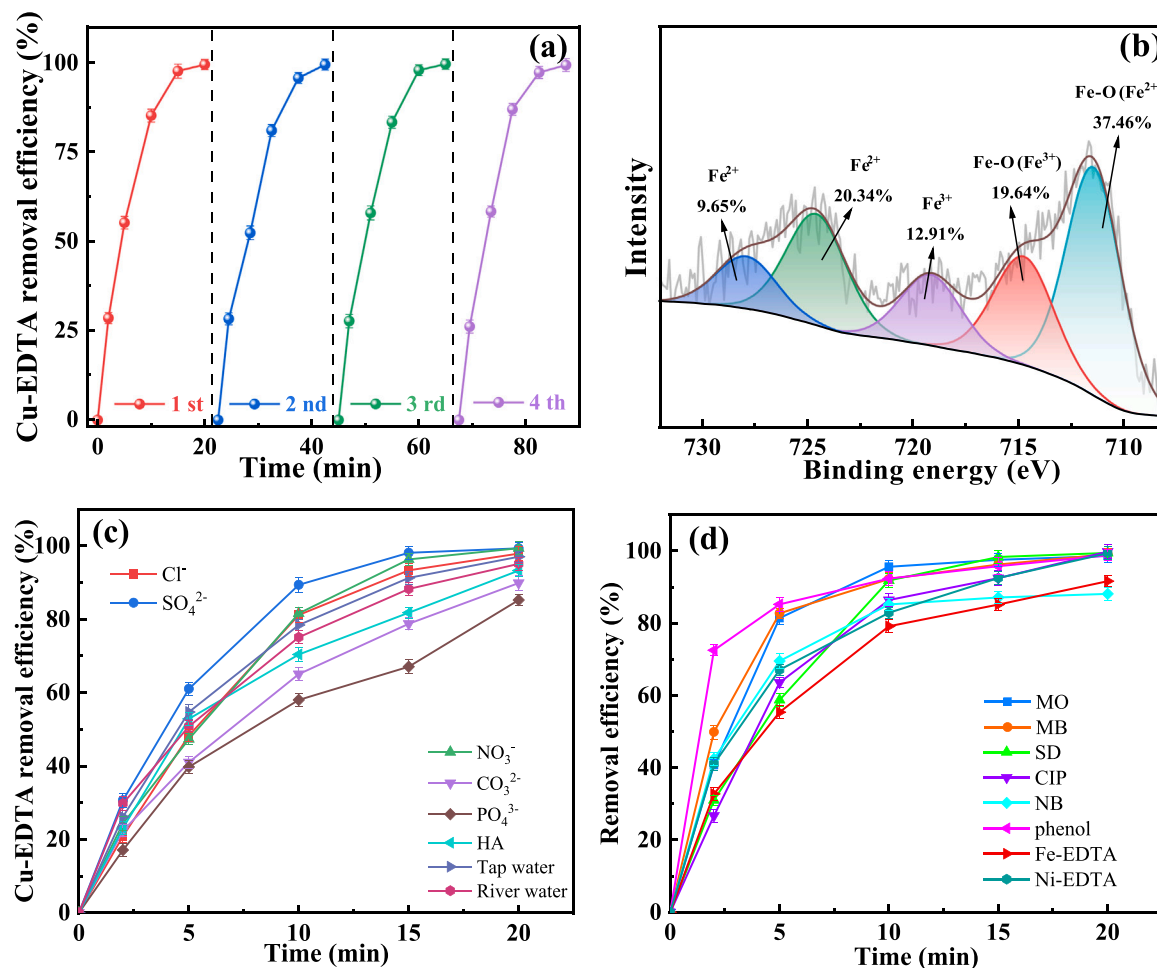 (a)
Cu-EDTA removal efficiency (%)
100
75
50
25
0
1 st
2 nd
3 rd
4 th
0 20 40 60 80
Time (min)
(b)
Intensity
Fe²⁺
9.65%
Fe²⁺
20.34%
Fe³⁺
12.91%
Fe-O (Fe³⁺)
19.64%
Fe-O (Fe²⁺
37.46%
730 725 720 715 710
Binding energy (eV)
(c)
Cu-EDTA removal efficiency (%)
100
80
60
40
20
0
Cl⁻
SO₄²⁻
NO₃⁻
CO₃²⁻
PO₄³⁻
HA
Tap water
River water
0 5 10 15 20
Time (min)
(d)
Removal efficiency (%)
100
80
60
40
20
0
MO
MB
SD
CIP
NB
phenol
Fe-EDTA
Ni-EDTA
0 5 10 15 20
Time (min)